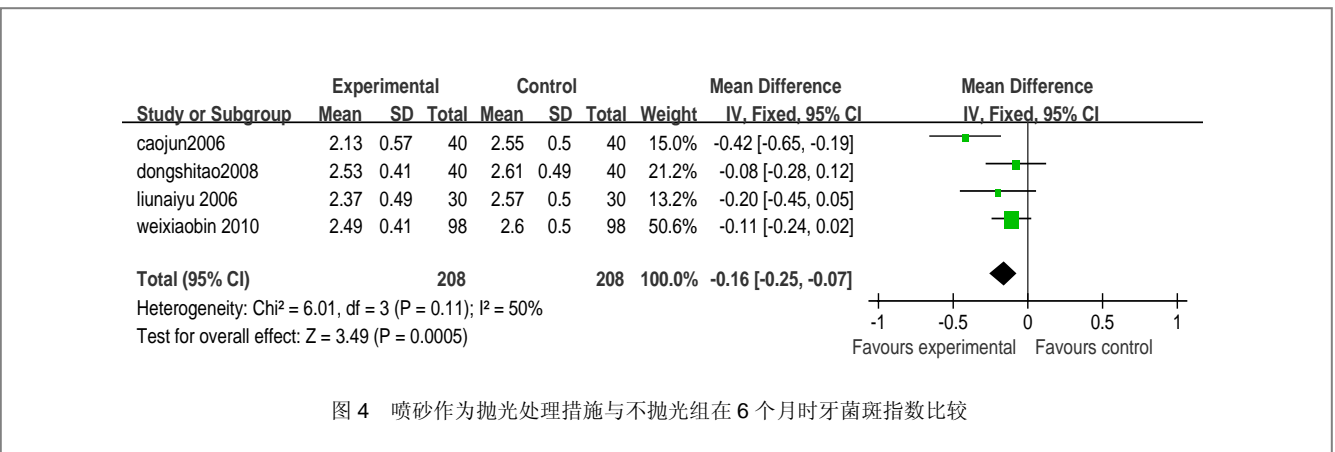 Experimental Control Mean Difference Mean Difference
Study or Subgroup Mean SD Total Mean SD Total Weight IV, Fixed, 95% CI IV, Fixed, 95% CI
caojun2006 2.13 0.57 40 2.55 0.5 40 15.0% -0.42 [-0.65, -0.19]
dongshitao2008 2.53 0.41 40 2.61 0.49 40 21.2% -0.08 [-0.28, 0.12]
liunaiyu 2006 2.37 0.49 30 2.57 0.5 30 13.2% -0.20 [-0.45, 0.05]
weixiaobin 2010 2.49 0.41 98 2.6 0.5 98 50.6% -0.11 [-0.24, 0.02]
Total (95% CI) 208 208 100.0% -0.16 [-0.25, -0.07]
Heterogeneity: Chi² = 6.01, df = 3 (P = 0.11); I² = 50%
Test for overall effect: Z = 3.49 (P = 0.0005)
-1 -0.5 0 0.5 1
Favours experimental Favours control
图 4 喷砂作为抛光处理措施与不抛光组在 6 个月时牙菌斑指数比较